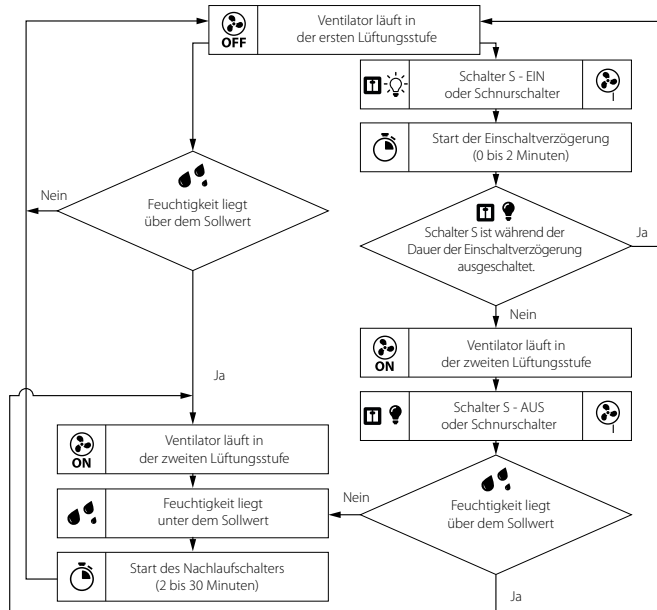 OFF
Ventilator läuft in
der ersten Lüftungsstufe
Schalter S - EIN
oder Schnurschalter
Start der Einschaltverzögerung
(0 bis 2 Minuten)
Nein
Feuchtigkeit liegt
über dem Sollwert
Schalter S ist während der
Dauer der Einschaltverzögerung
ausgeschaltet.
Ja
Nein
ON
Ventilator läuft in
der zweiten Lüftungsstufe
Ja
Schalter S - AUS
oder Schnurschalter
ON
Ventilator läuft in
der zweiten Lüftungsstufe
Feuchtigkeit liegt
unter dem Sollwert
Nein
Feuchtigkeit liegt
über dem Sollwert
Start des Nachlaufschalters
(2 bis 30 Minuten)
Ja